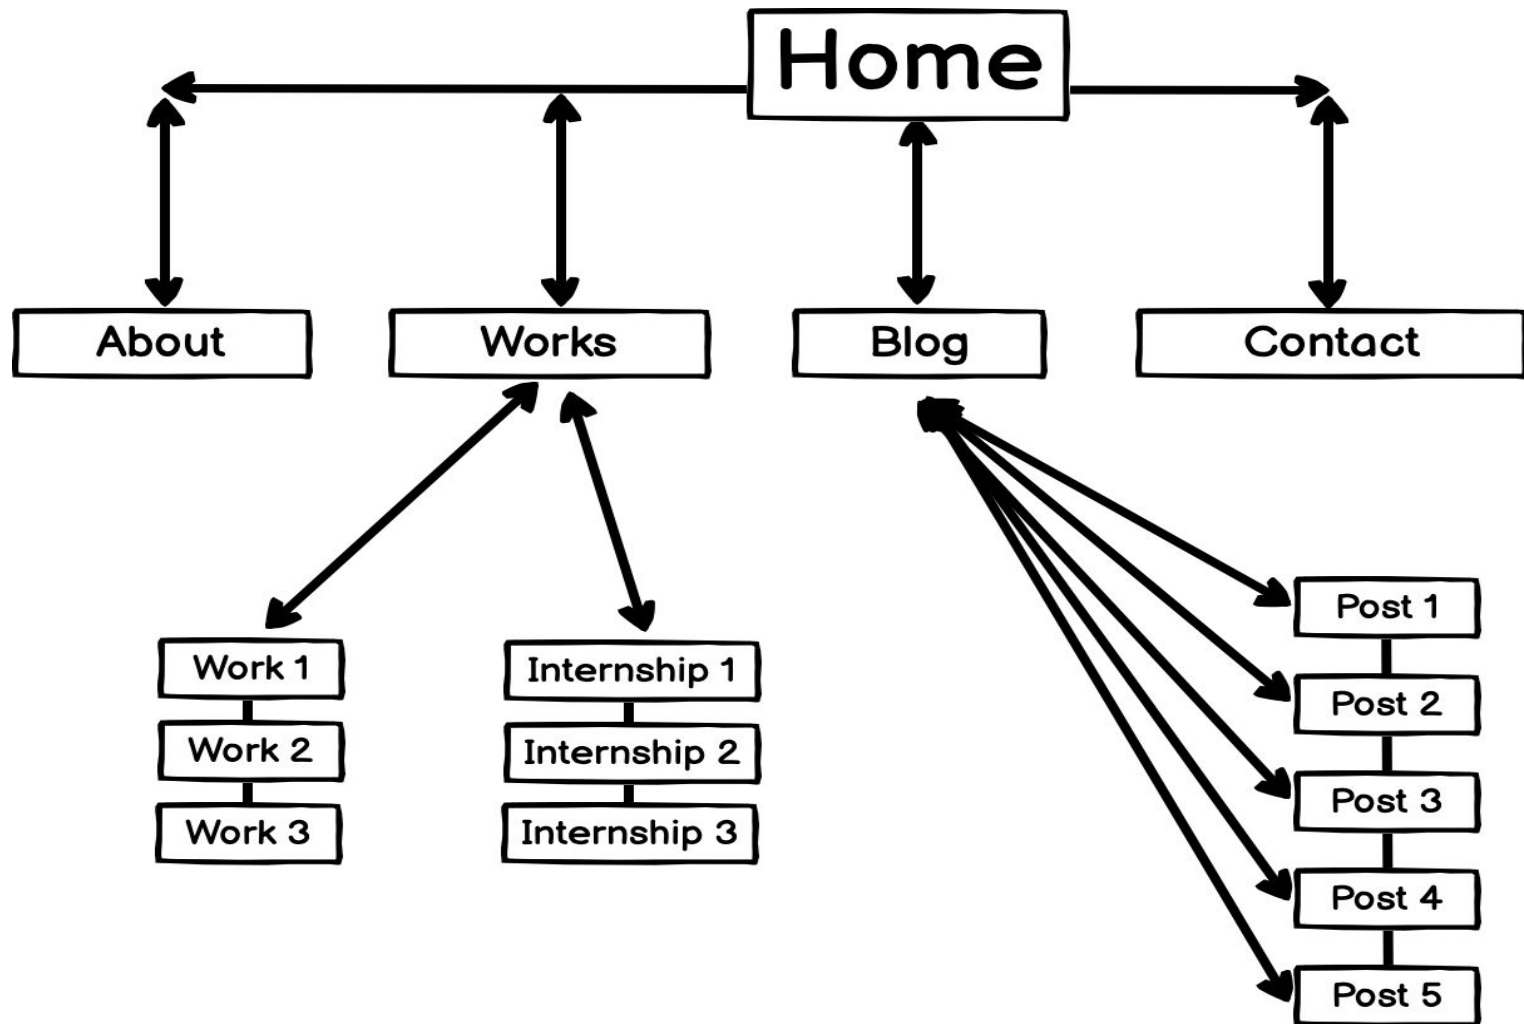 Home
About
Works
Blog
Contact
Work 1
Work 2
Work 3
Internship 1
Internship 2
Internship 3
Post 1
Post 2
Post 3
Post 4
Post 5